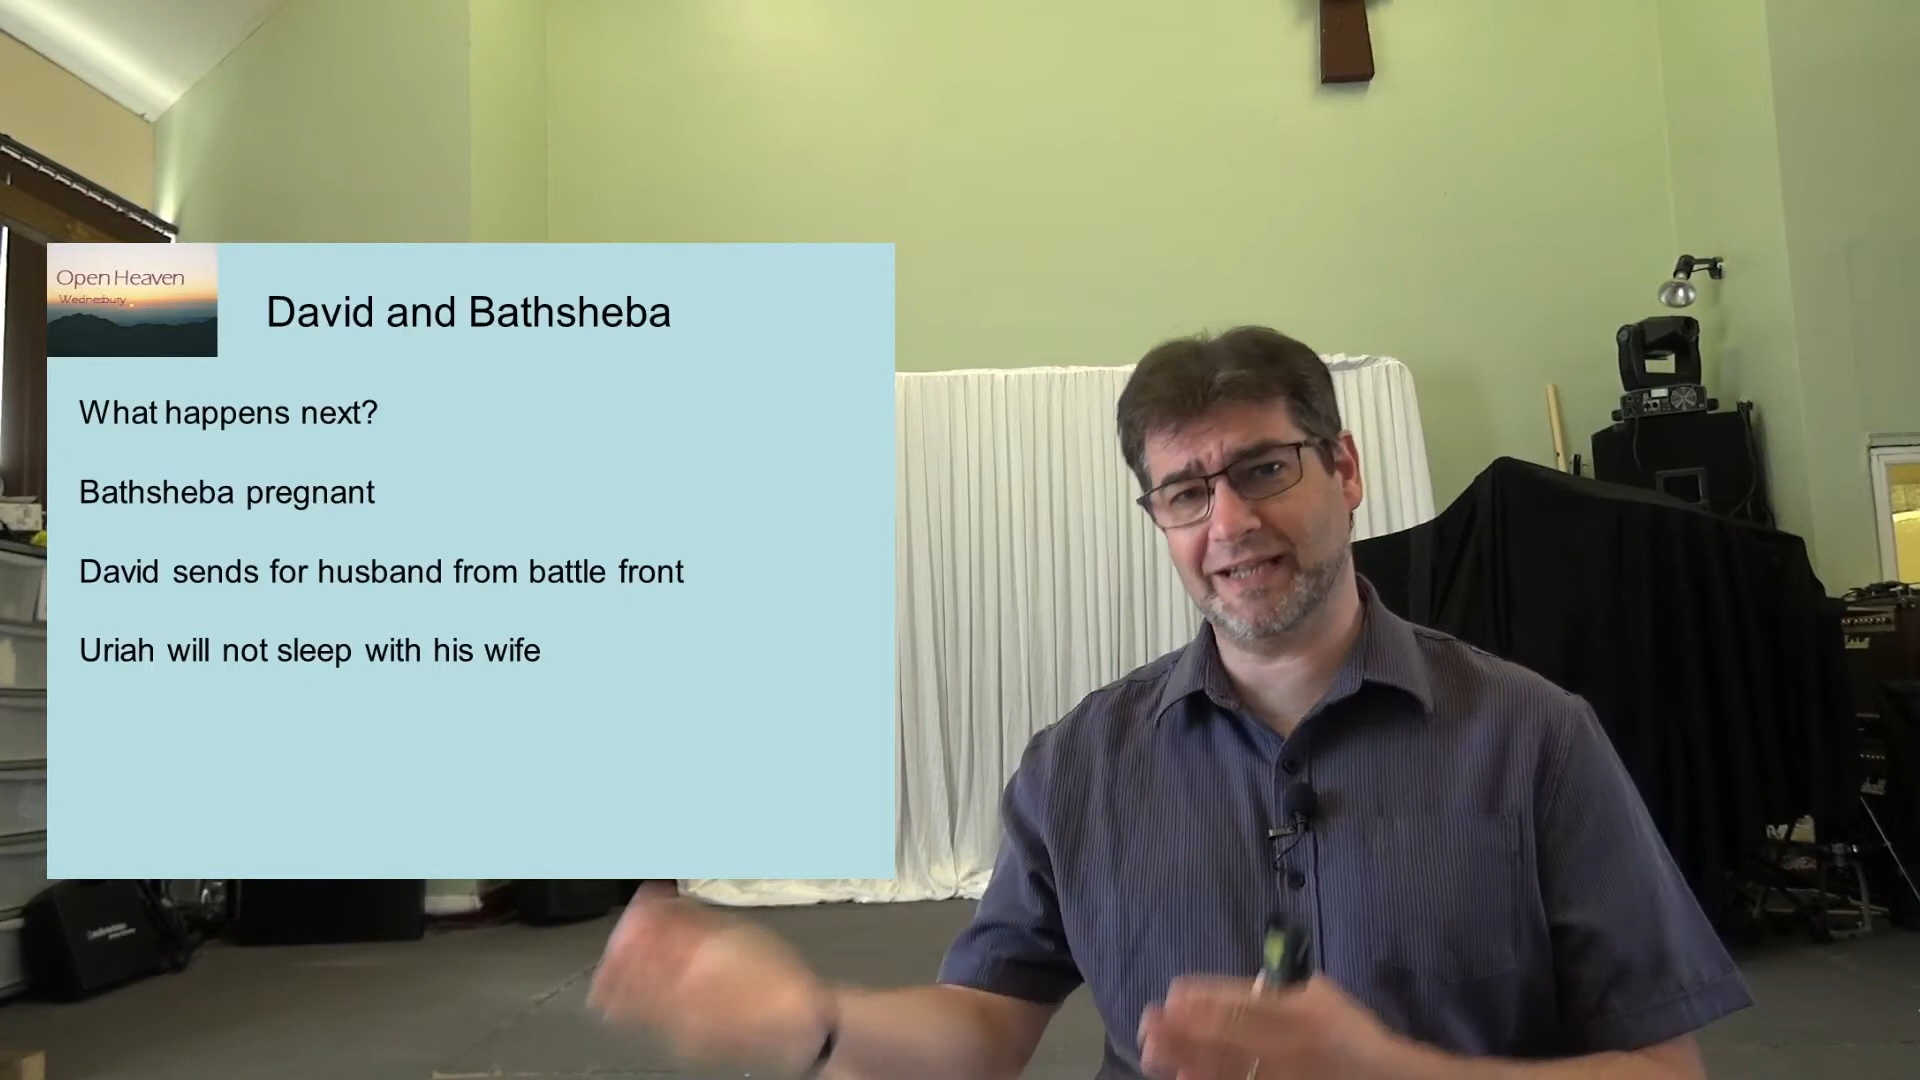 Open Heaven
Wednesbury
David and Bathsheba
What happens next?
Bathsheba pregnant
David sends for husband from battle front
Uriah will not sleep with his wife